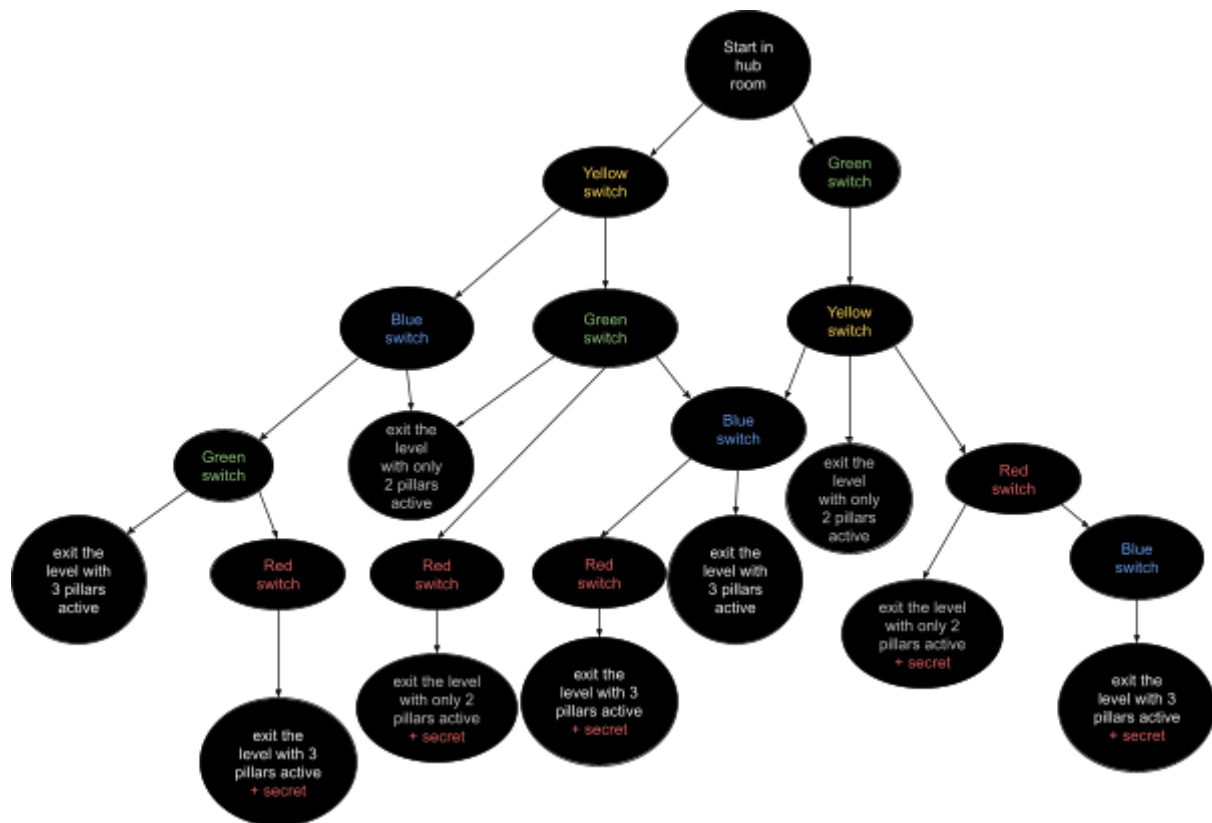 Start in
hub
room
Yellow
switch
Green
switch
Blue
switch
Green
switch
Yellow
switch
Green
switch
exit the
level
with only
2 pillars
active
Blue
switch
exit the
level
with only
2 pillars
active
Red
switch
exit the
level with
3 pillars
active
Red
switch
Red
switch
Red
switch
exit the
level with
3 pillars
active
Blue
switch
exit the level
with only 2
pillars active
+ secret
exit the
level with 3
pillars active
+ secret
exit the level
with only 2
pillars active
+ secret
exit the
level with 3
pillars active
+ secret
exit the
level with 3
pillars active
+ secret